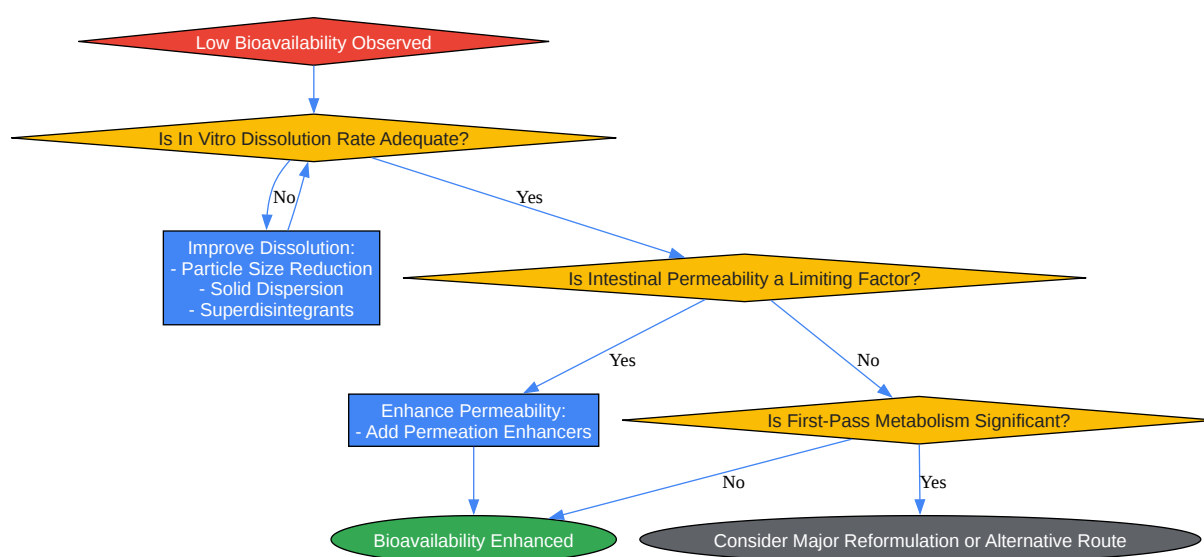 Low Bioavailability Observed
Is In Vitro Dissolution Rate Adequate?
No
Yes
Improve Dissolution:
- Particle Size Reduction
- Solid Dispersion
- Superdisintegrants
Is Intestinal Permeability a Limiting Factor?
Yes
No
Enhance Permeability:
- Add Permeation Enhancers
Is First-Pass Metabolism Significant?
No
Yes
Bioavailability Enhanced
Consider Major Reformulation or Alternative Route